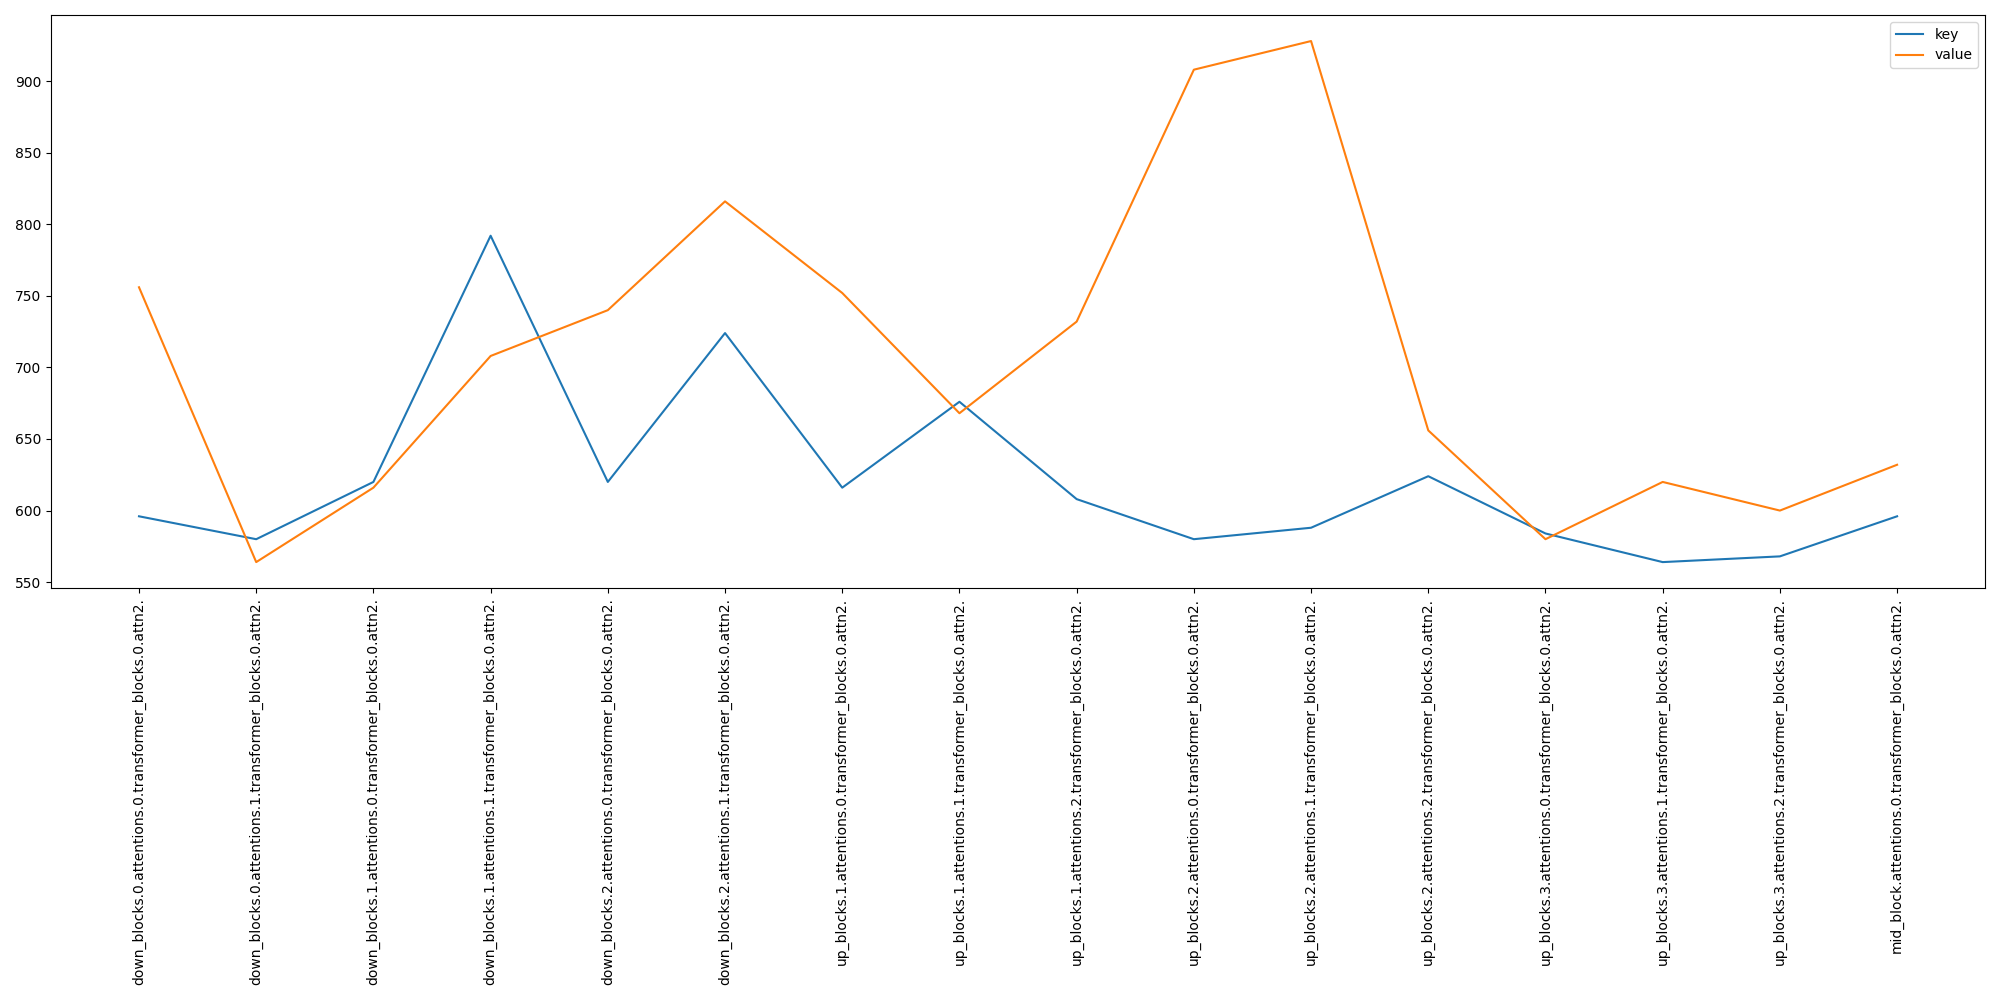 key
value
900
850
800
750
700
650
600
550
down_blocks.0.attentions.0.transformer_blocks.0.attn2.
down_blocks.0.attentions.1.transformer_blocks.0.attn2.
down_blocks.1.attentions.0.transformer_blocks.0.attn2.
down_blocks.1.attentions.1.transformer_blocks.0.attn2.
down_blocks.2.attentions.0.transformer_blocks.0.attn2.
down_blocks.2.attentions.1.transformer_blocks.0.attn2.
up_blocks.1.attentions.0.transformer_blocks.0.attn2.
up_blocks.1.attentions.1.transformer_blocks.0.attn2.
up_blocks.1.attentions.2.transformer_blocks.0.attn2.
up_blocks.2.attentions.0.transformer_blocks.0.attn2.
up_blocks.2.attentions.1.transformer_blocks.0.attn2.
up_blocks.2.attentions.2.transformer_blocks.0.attn2.
up_blocks.3.attentions.0.transformer_blocks.0.attn2.
up_blocks.3.attentions.1.transformer_blocks.0.attn2.
up_blocks.3.attentions.2.transformer_blocks.0.attn2.
mid_block.attentions.0.transformer_blocks.0.attn2.